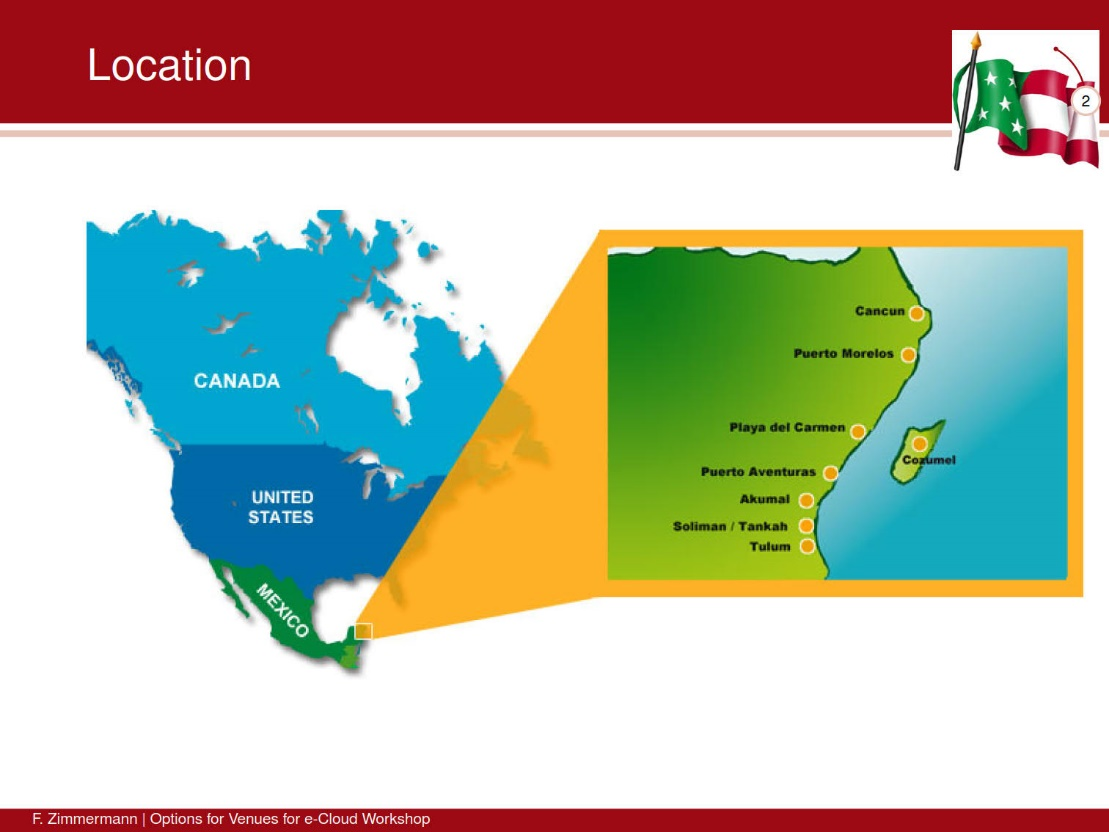 Location
2
CANADA
UNITED
STATES
MEXICO
Cancun
Puerto Morelos
Playa del Carmen
Cozumel
Puerto Aventuras
Akumal
Soliman / Tankah
Tulum
F. Zimmermann | Options for Venues for e-Cloud Workshop